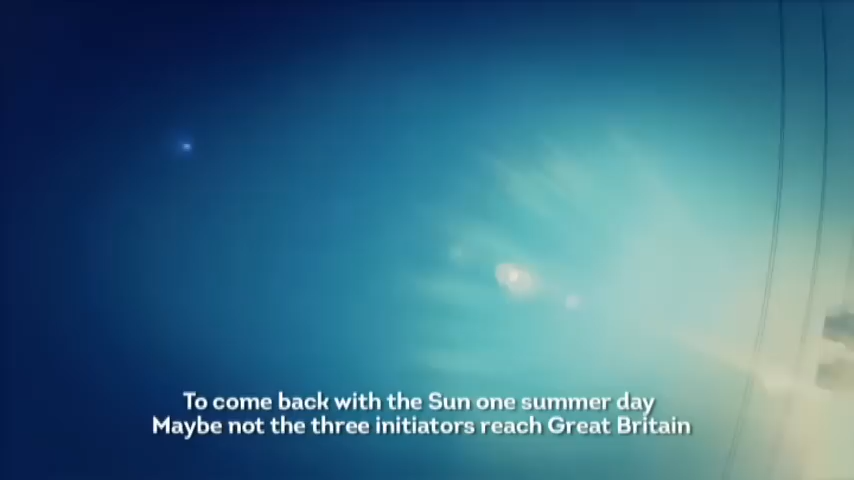 To come back with the Sun one summer day
Maybe not the three initiators reach Great Britain